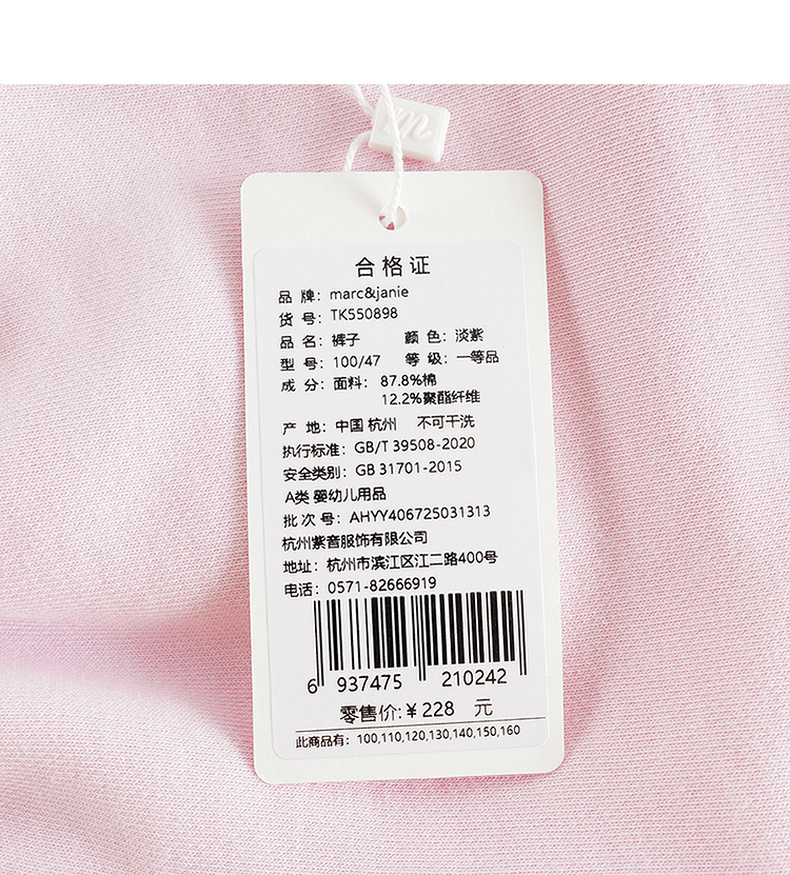 m
合格证
品 牌：marc&janie
货 号：TK550898
品 名：裤子 颜 色：淡紫
型 号：100/47 等 级：一等品
成 分：面料： 87.8%棉
12.2%聚酯纤维
产 地：中国 杭州 不可干洗
执行标准：GB/T 39508-2020
安全类别：GB 31701-2015
A类 婴幼儿用品
批 次 号：AHYY406725031313
杭州紫音服饰有限公司
地址：杭州市滨江区江二路400号
电话：0571-82666919
6 937475 210242
零售价:¥228 元
此商品有：100,110,120,130,140,150,160